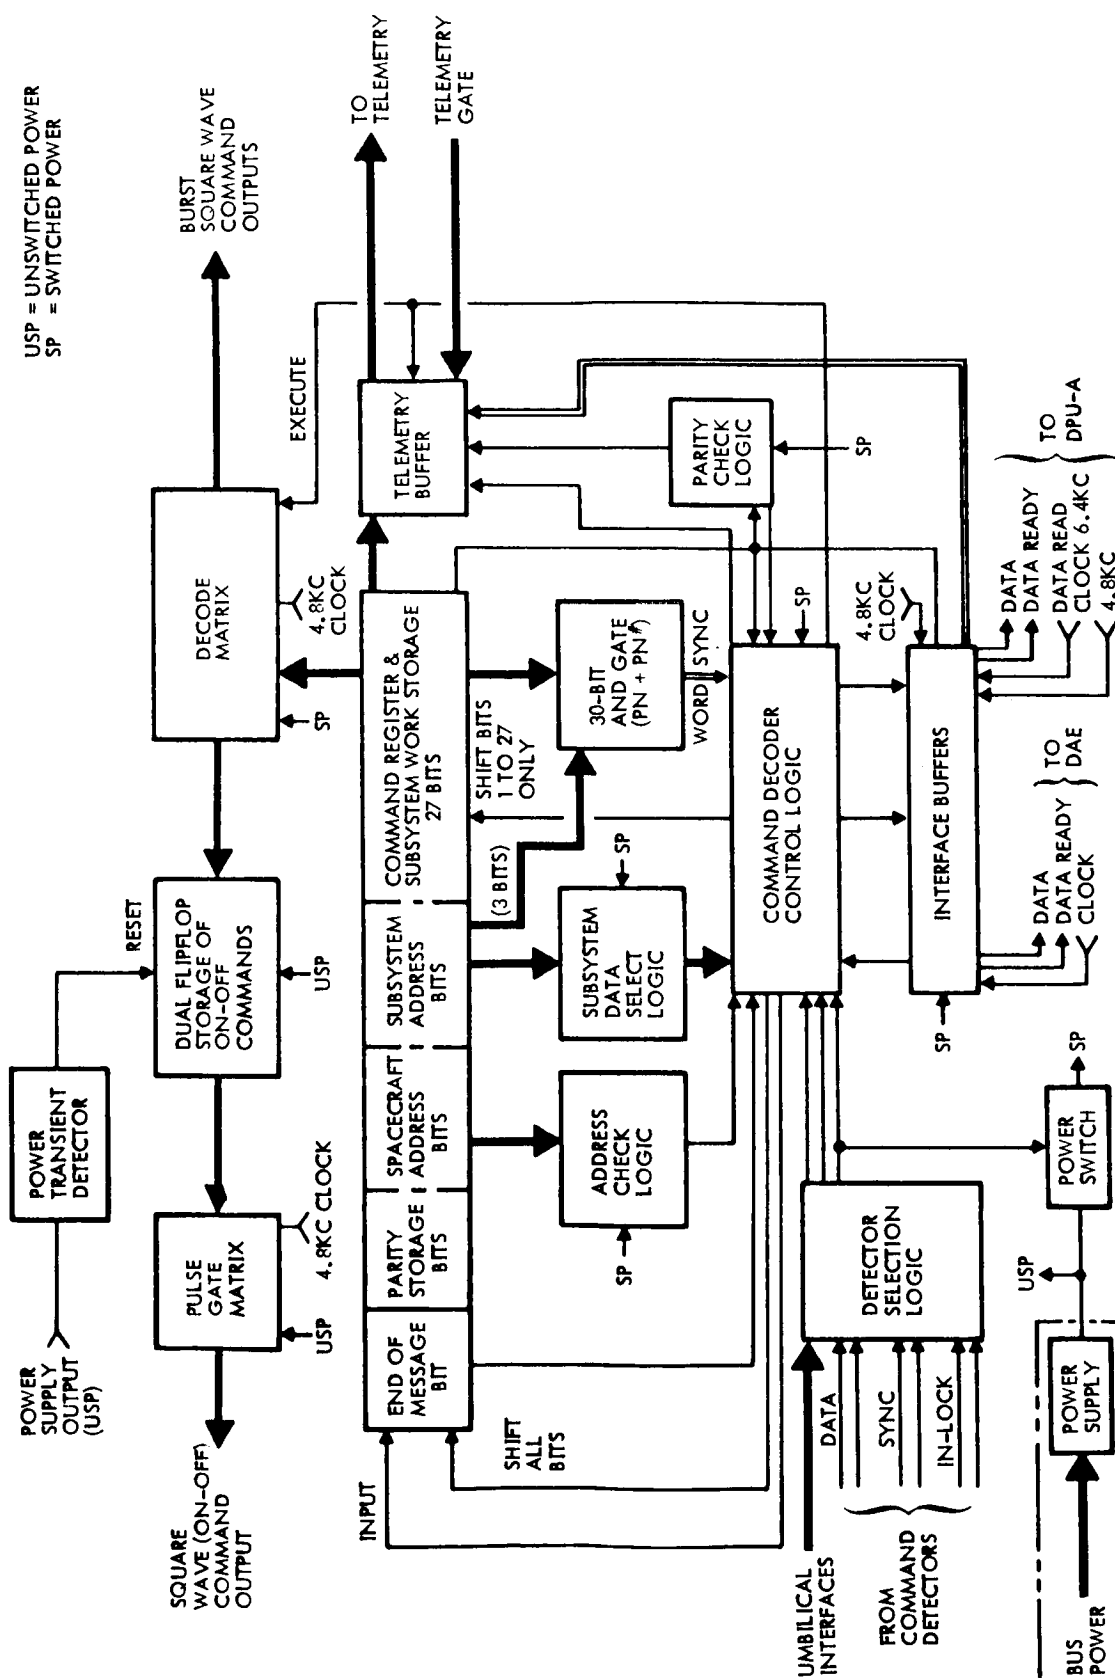 USP = UNSWITCHED POWER
SP = SWITCHED POWER
POWER
SUPPLY
OUTPUT
(USP)
POWER
TRANSIENT
DETECTOR
RESET
SQUARE
WAVE (ON-OFF)
COMMAND
OUTPUT
PULSE
GATE
MATRIX
USP
4.8KC CLOCK
DUAL FLIPFLOP
STORAGE OF
ON-OFF
COMMANDS
USP
DECODE
MATRIX
SP
4.8KC
CLOCK
EXECUTE
BURST
SQUARE WAVE
COMMAND
OUTPUTS
INPUT
SHIFT
ALL
BITS
END OF
MESSAGE
BIT
PARITY
STORAGE
BITS
SPACECRAFT
ADDRESS
BITS
SUBSYSTEM
ADDRESS
BITS
COMMAND REGISTER &
SUBSYSTEM WORK STORAGE
27 BITS
TELEMETRY
BUFFER
TO
TELEMETRY
TELEMETRY
GATE
(3 BITS)
SHIFT BITS
1 TO 27
ONLY
SP
ADDRESS
CHECK
LOGIC
SUBSYSTEM
DATA
SELECT
LOGIC
SP
30-BIT
AND GATE
(PN + PN#)
WORD SYNC
PARITY
CHECK
LOGIC
SP
UMBILICAL
INTERFACES
DATA
SYNC
IN-LOCK
FROM
COMMAND
DETECTORS
DETECTOR
SELECTION
LOGIC
COMMAND DECODER
CONTROL LOGIC
SP
4.8KC
CLOCK
SP
INTERFACE BUFFERS
DATA
DATA READY
CLOCK
TO
DAE
DATA
DATA READY
DATA READ
CLOCK 6.4KC
4.8KC
TO
DPU-A
BUS
POWER
POWER
SUPPLY
USP
POWER
SWITCH
SP